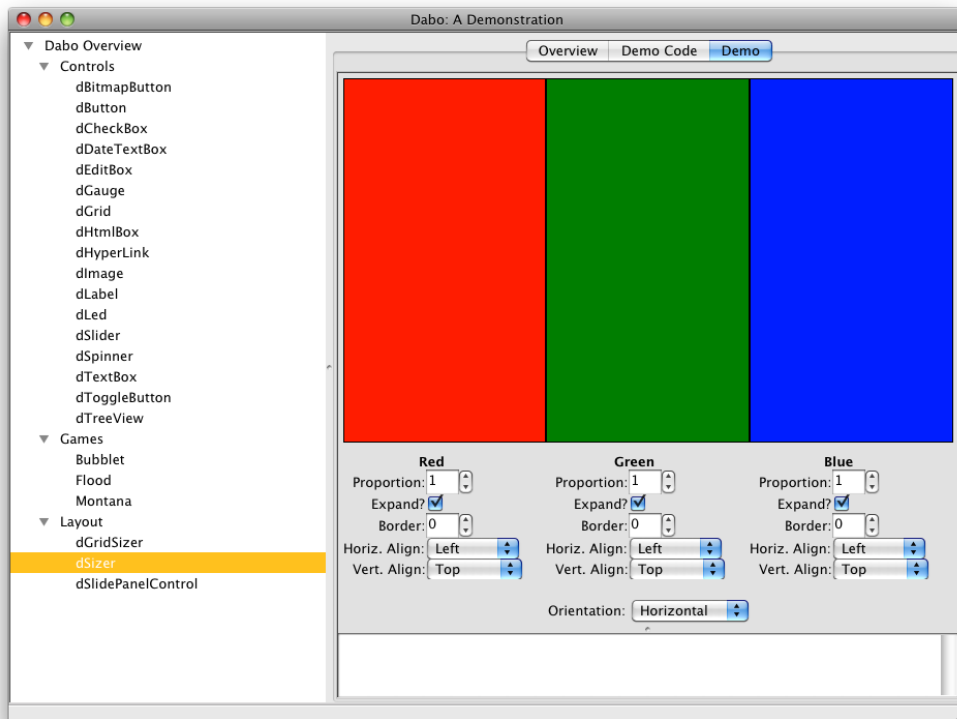 Dabo: A Demonstration
Dabo Overview
Controls
dBitmapButton
dButton
dCheckBox
dDateTextBox
dEditBox
dGauge
dGrid
dHtmlBox
dHyperLink
dImage
dLabel
dLed
dSlider
dSpinner
dTextBox
dToggleButton
dTreeView
Games
Bubblet
Flood
Montana
Layout
dGridSizer
dSizer
dSlidePanelControl
Overview Demo Code Demo
Red Green Blue
Proportion: 1 Proportion: 1 Proportion: 1
Expand? Expand? Expand?
Border: 0 Border: 0 Border: 0
Horiz. Align: Left Horiz. Align: Left Horiz. Align: Left
Vert. Align: Top Vert. Align: Top Vert. Align: Top
Orientation: Horizontal